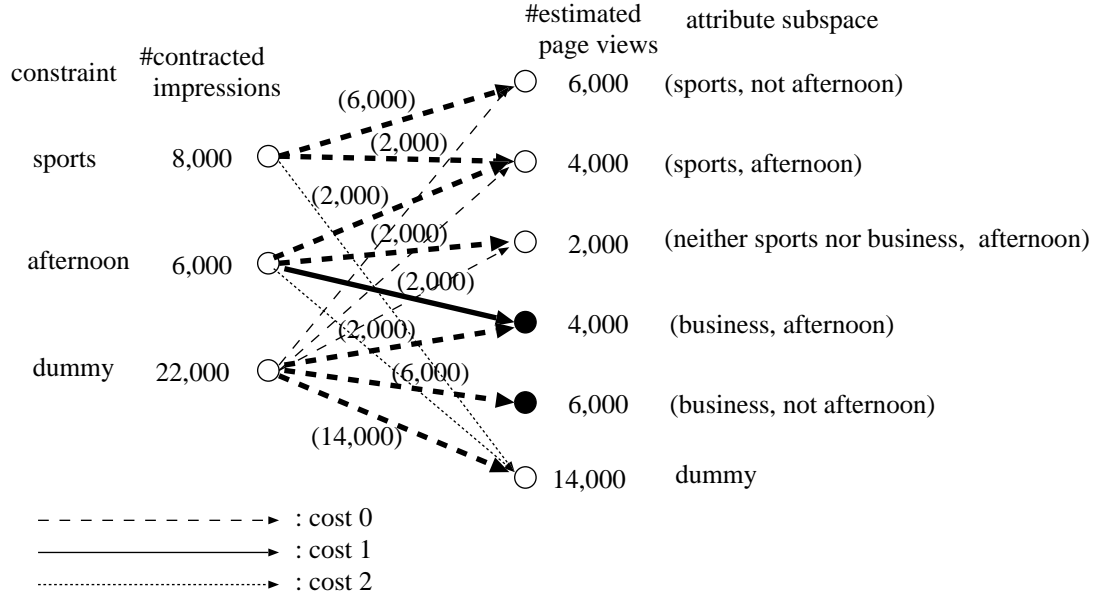 #estimated
page views
attribute subspace
#contracted
impressions
constraint
6,000
(sports, not afternoon)
(6,000)
sports
8,000
(2,000)
4,000
(sports, afternoon)
(2,000)
(2,000)
2,000
(neither sports nor business, afternoon)
afternoon
6,000
(2,000)
4,000
(business, afternoon)
(2,000)
dummy
22,000
(6,000)
6,000
(business, not afternoon)
(14,000)
14,000
dummy
: cost 0
: cost 1
: cost 2